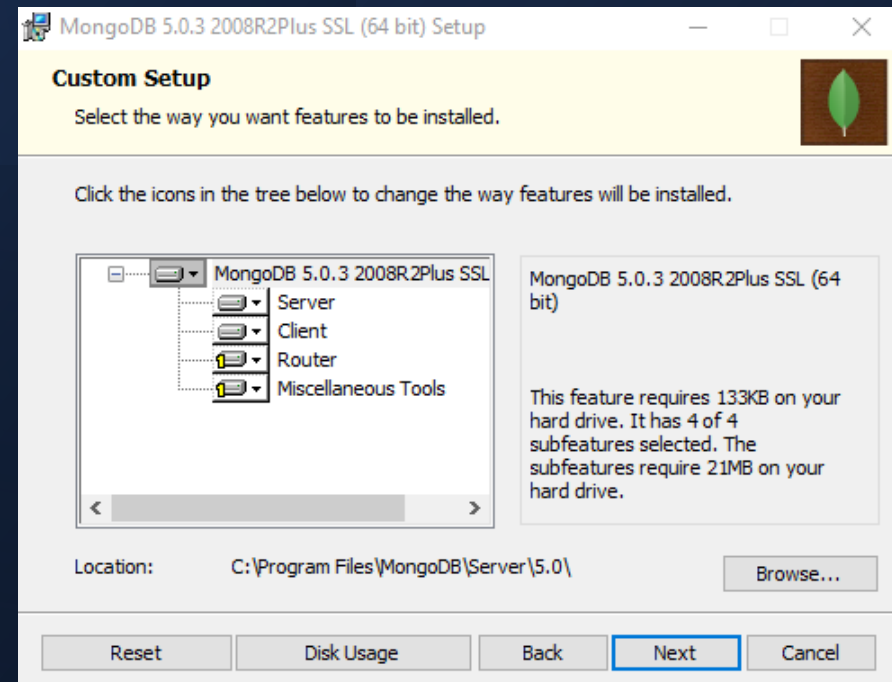 MongoDB 5.0.3 2008R2Plus SSL (64 bit) Setup
Custom Setup
Select the way you want features to be installed.
Click the icons in the tree below to change the way features will be installed.
MongoDB 5.0.3 2008R2Plus SSL
Server
Client
Router
Miscellaneous Tools
MongoDB 5.0.3 2008R2Plus SSL (64
bit)
This feature requires 133KB on your
hard drive. It has 4 of 4
subfeatures selected. The
subfeatures require 21MB on your
hard drive.
Location: C:\Program Files\MongoDB\Server\5.0\
Browse...
Reset Disk Usage Back Next Cancel